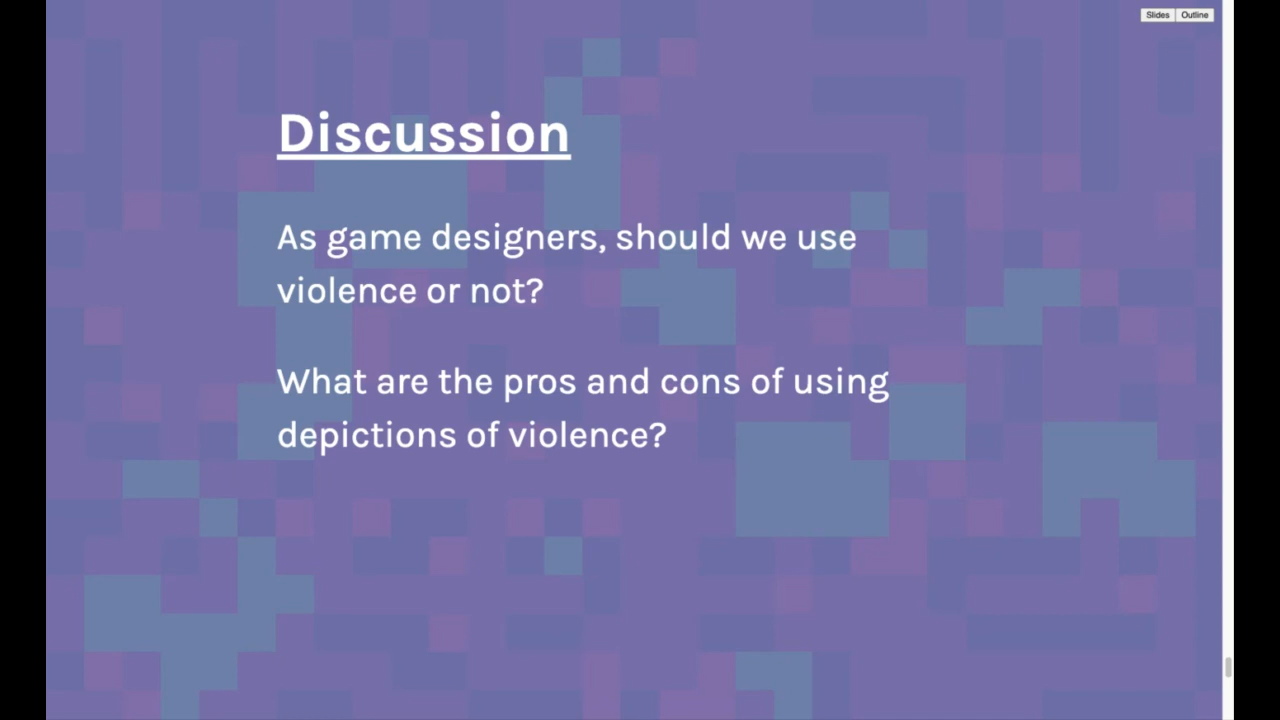 Slides Outline
Discussion
As game designers, should we use
violence or not?
What are the pros and cons of using
depictions of violence?